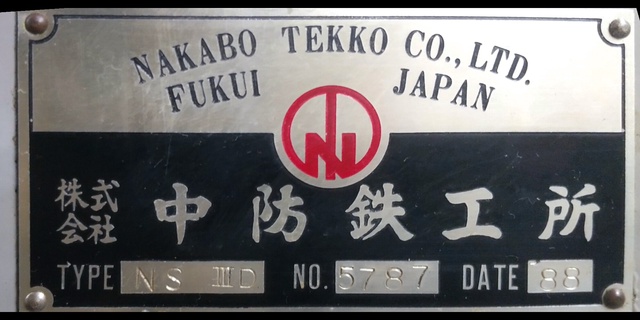 NAKABO TEKKO CO., LTD.
FUKUI JAPAN
株式会社 中防鉄工所
TYPE NS ⅢD NO. 5787 DATE 88